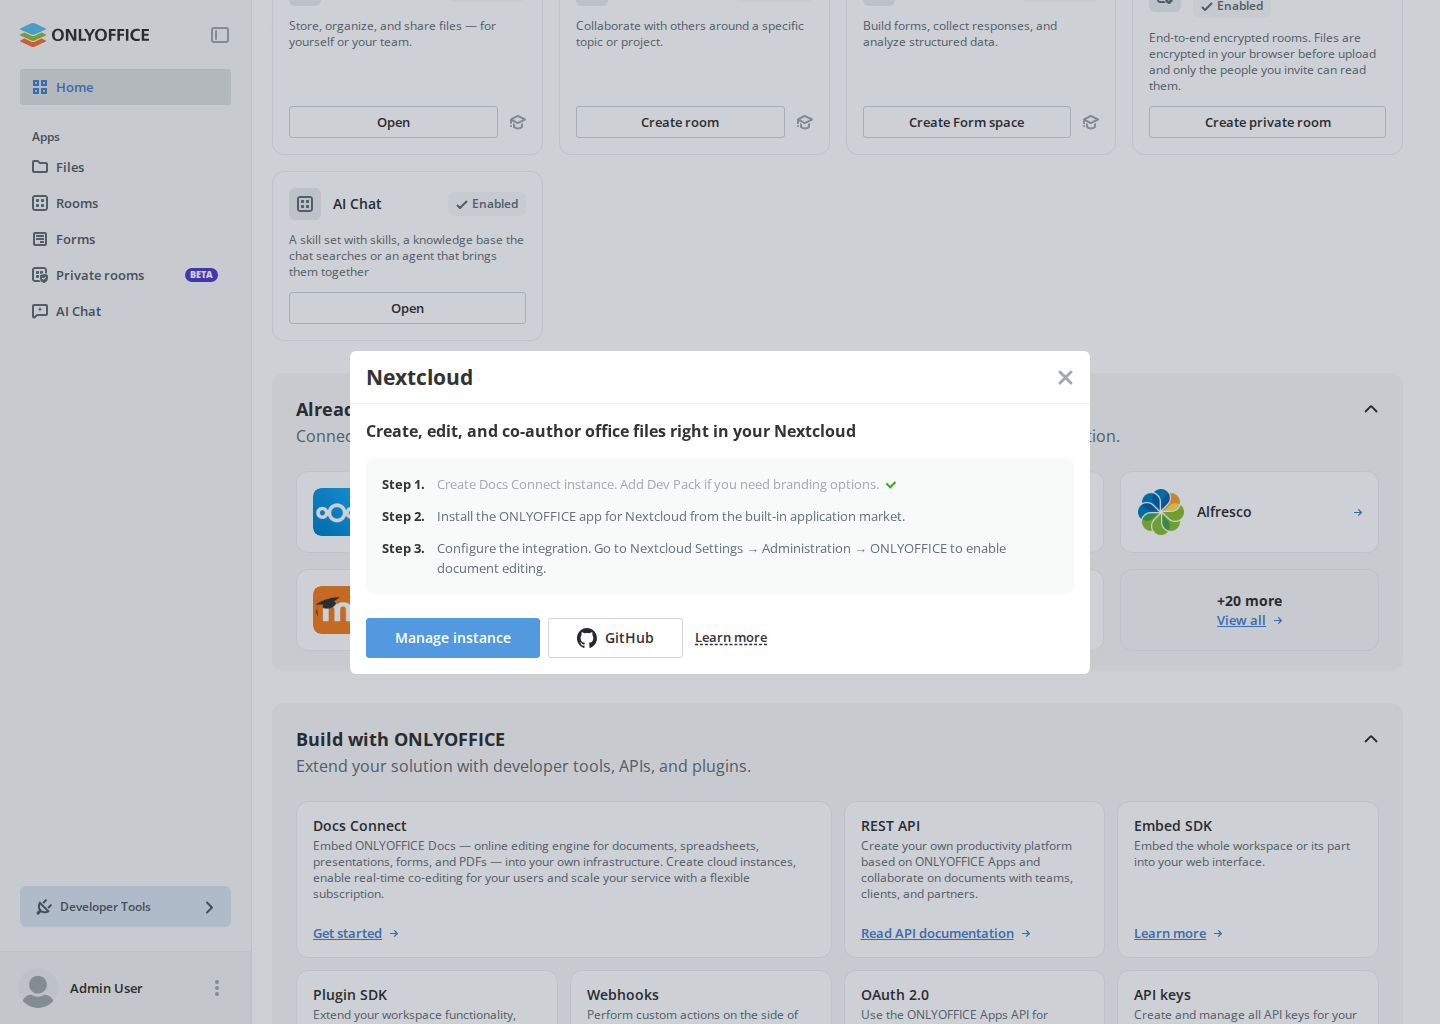 ONLYOFFICE
Home
Apps
Files
Rooms
Forms
Private rooms
BETA
AI Chat
Developer Tools
Admin User
Store, organize, and share files — for
yourself or your team.
Open
Collaborate with others around a specific
topic or project.
Create room
Build forms, collect responses, and
analyze structured data.
Create Form space
Enabled
End-to-end encrypted rooms. Files are
encrypted in your browser before upload
and only the people you invite can read
them.
Create private room
AI Chat
Enabled
A skill set with skills, a knowledge base the
chat searches or an agent that brings
them together
Open
Nextcloud
Create, edit, and co-author office files right in your Nextcloud
Step 1. Create Docs Connect instance. Add Dev Pack if you need branding options.
Step 2. Install the ONLYOFFICE app for Nextcloud from the built-in application market.
Step 3. Configure the integration. Go to Nextcloud Settings → Administration → ONLYOFFICE to enable
document editing.
Manage instance
GitHub
Learn more
Alfresco
+20 more
View all
Build with ONLYOFFICE
Extend your solution with developer tools, APIs, and plugins.
Docs Connect
Embed ONLYOFFICE Docs — online editing engine for documents, spreadsheets,
presentations, forms, and PDFs — into your own infrastructure. Create cloud instances,
enable real-time co-editing for your users and scale your service with a flexible
subscription.
Get started
REST API
Create your own productivity platform
based on ONLYOFFICE Apps and
collaborate on documents with teams,
clients, and partners.
Read API documentation
Embed SDK
Embed the whole workspace or its part
into your web interface.
Learn more
Plugin SDK
Extend your workspace functionality,
Webhooks
Perform custom actions on the side of
OAuth 2.0
Use the ONLYOFFICE Apps API for
API keys
Create and manage all API keys for your